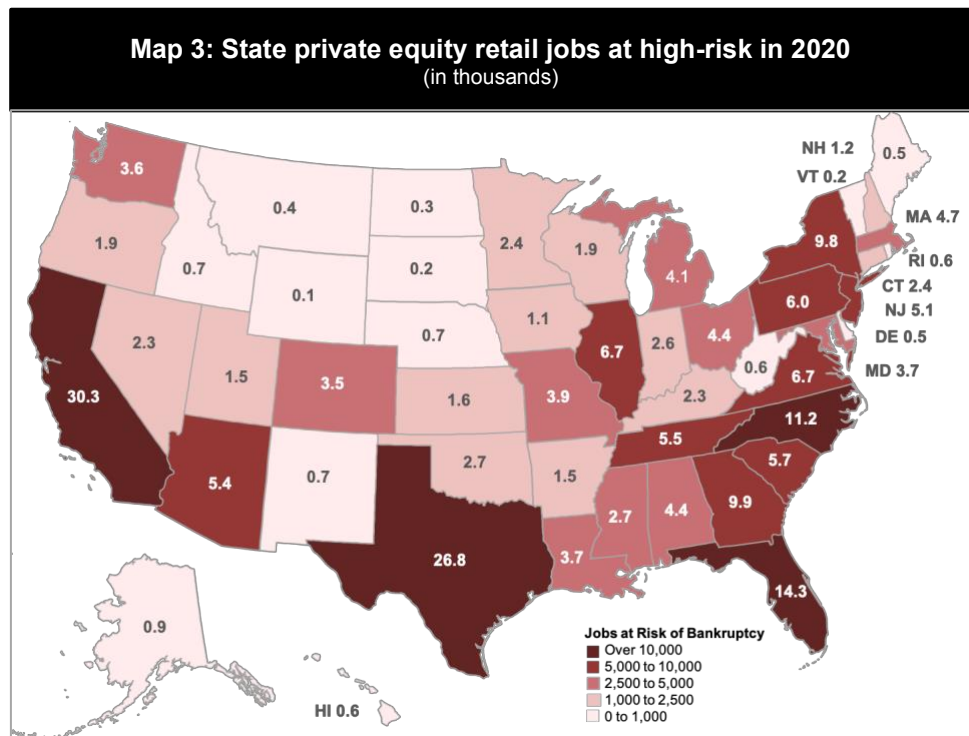 Map 3: State private equity retail jobs at high-risk in 2020
(in thousands)
NH 1.2
0.5
VT 0.2
3.6
0.4
0.3
MA 4.7
2.4
1.9
9.8
1.9
RI 0.6
0.7
0.2
4.1
CT 2.4
0.1
6.0
NJ 5.1
1.1
0.7
4.4
DE 0.5
2.3
2.6
6.7
0.6
MD 3.7
1.5
3.5
6.7
30.3
1.6
3.9
2.3
11.2
5.5
2.7
5.7
5.4
0.7
1.5
9.9
2.7
4.4
26.8
3.7
14.3
0.9
Jobs at Risk of Bankruptcy
Over 10,000
5,000 to 10,000
2,500 to 5,000
1,000 to 2,500
0 to 1,000
HI 0.6